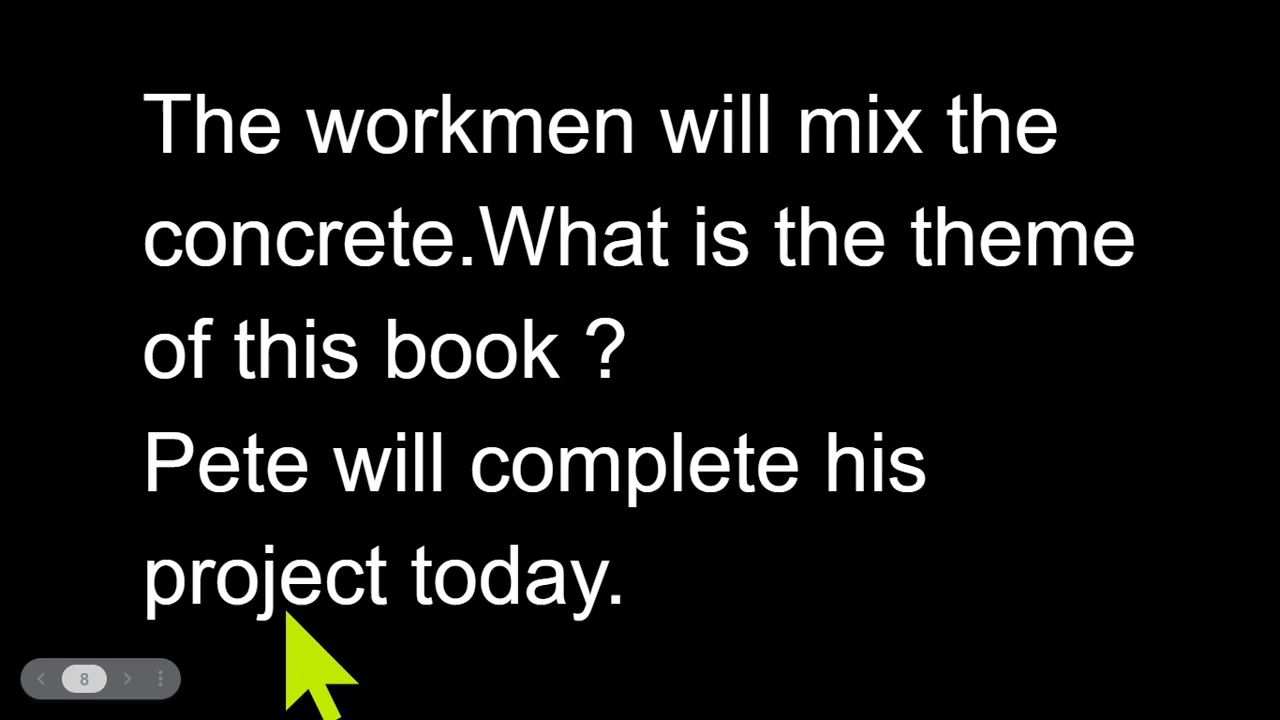 The workmen will mix the
concrete.What is the theme
of this book ?
Pete will complete his
project today.
8